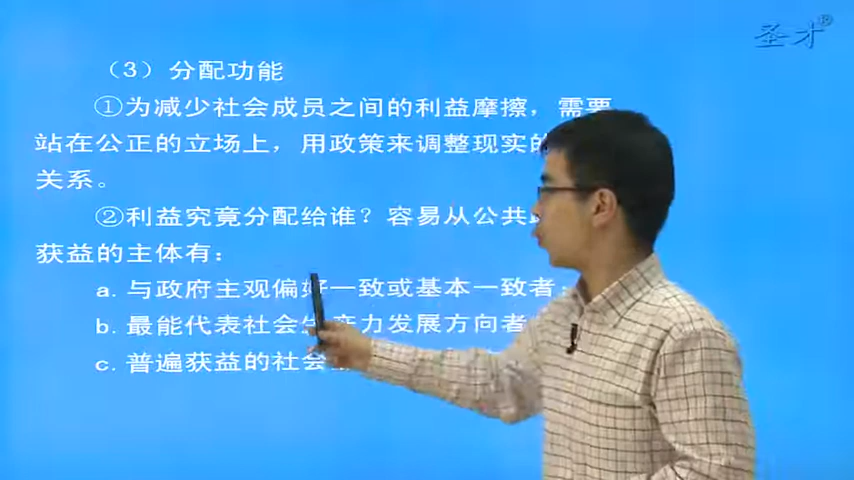 圣才®
（3）分配功能
①为减少社会成员之间的利益摩擦，需要
站在公正的立场上，用政策来调整现实的
关系。
②利益究竟分配给谁？容易从公共
获益的主体有：
a. 与政府主观偏好一致或基本一致者；
b. 最能代表社会生产力发展方向者
c. 普遍获益的社会